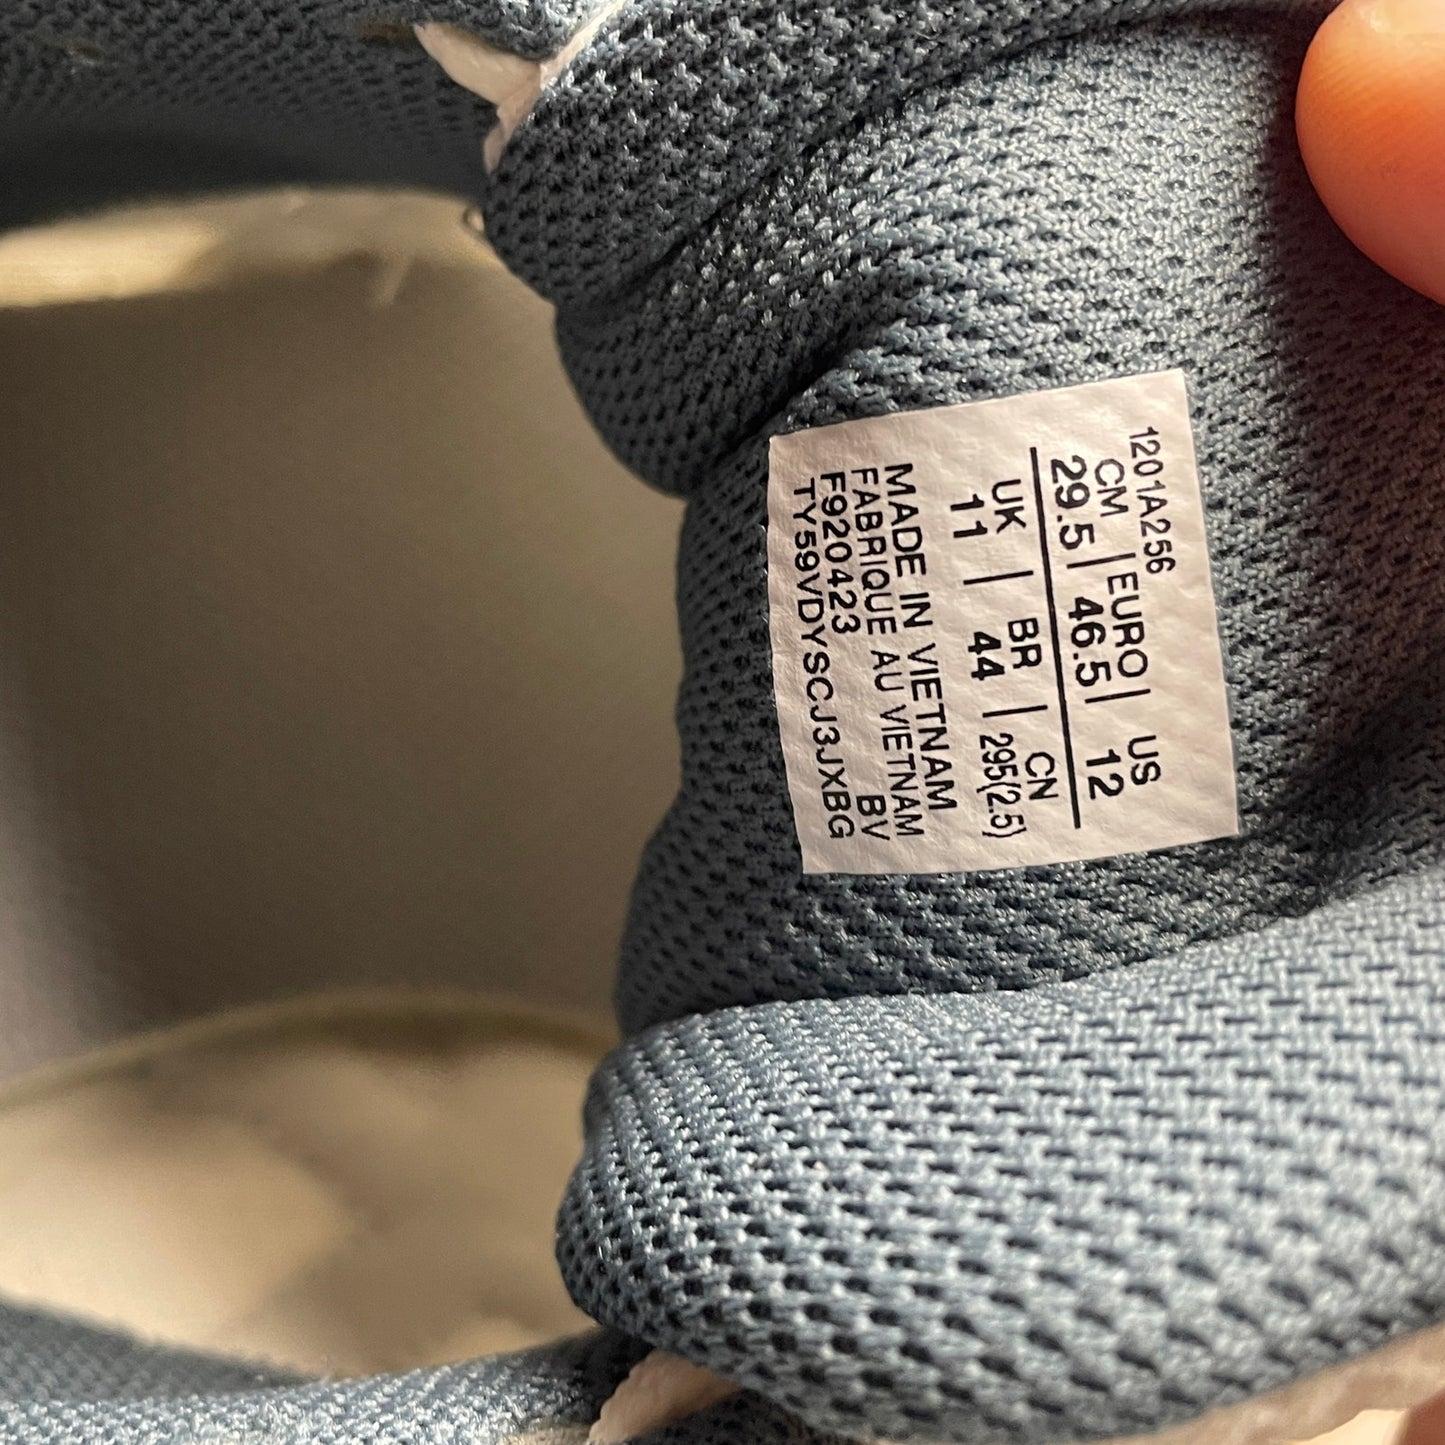 1201A256
CM | EURO | US
29.5 | 46.5 | 12
UK | BR | CN
11 | 44 | 295(2.5)
MADE IN VIETNAM
FABRIQUE AU VIETNAM
F920423 BV
TY59VDYSCJ3JXBG